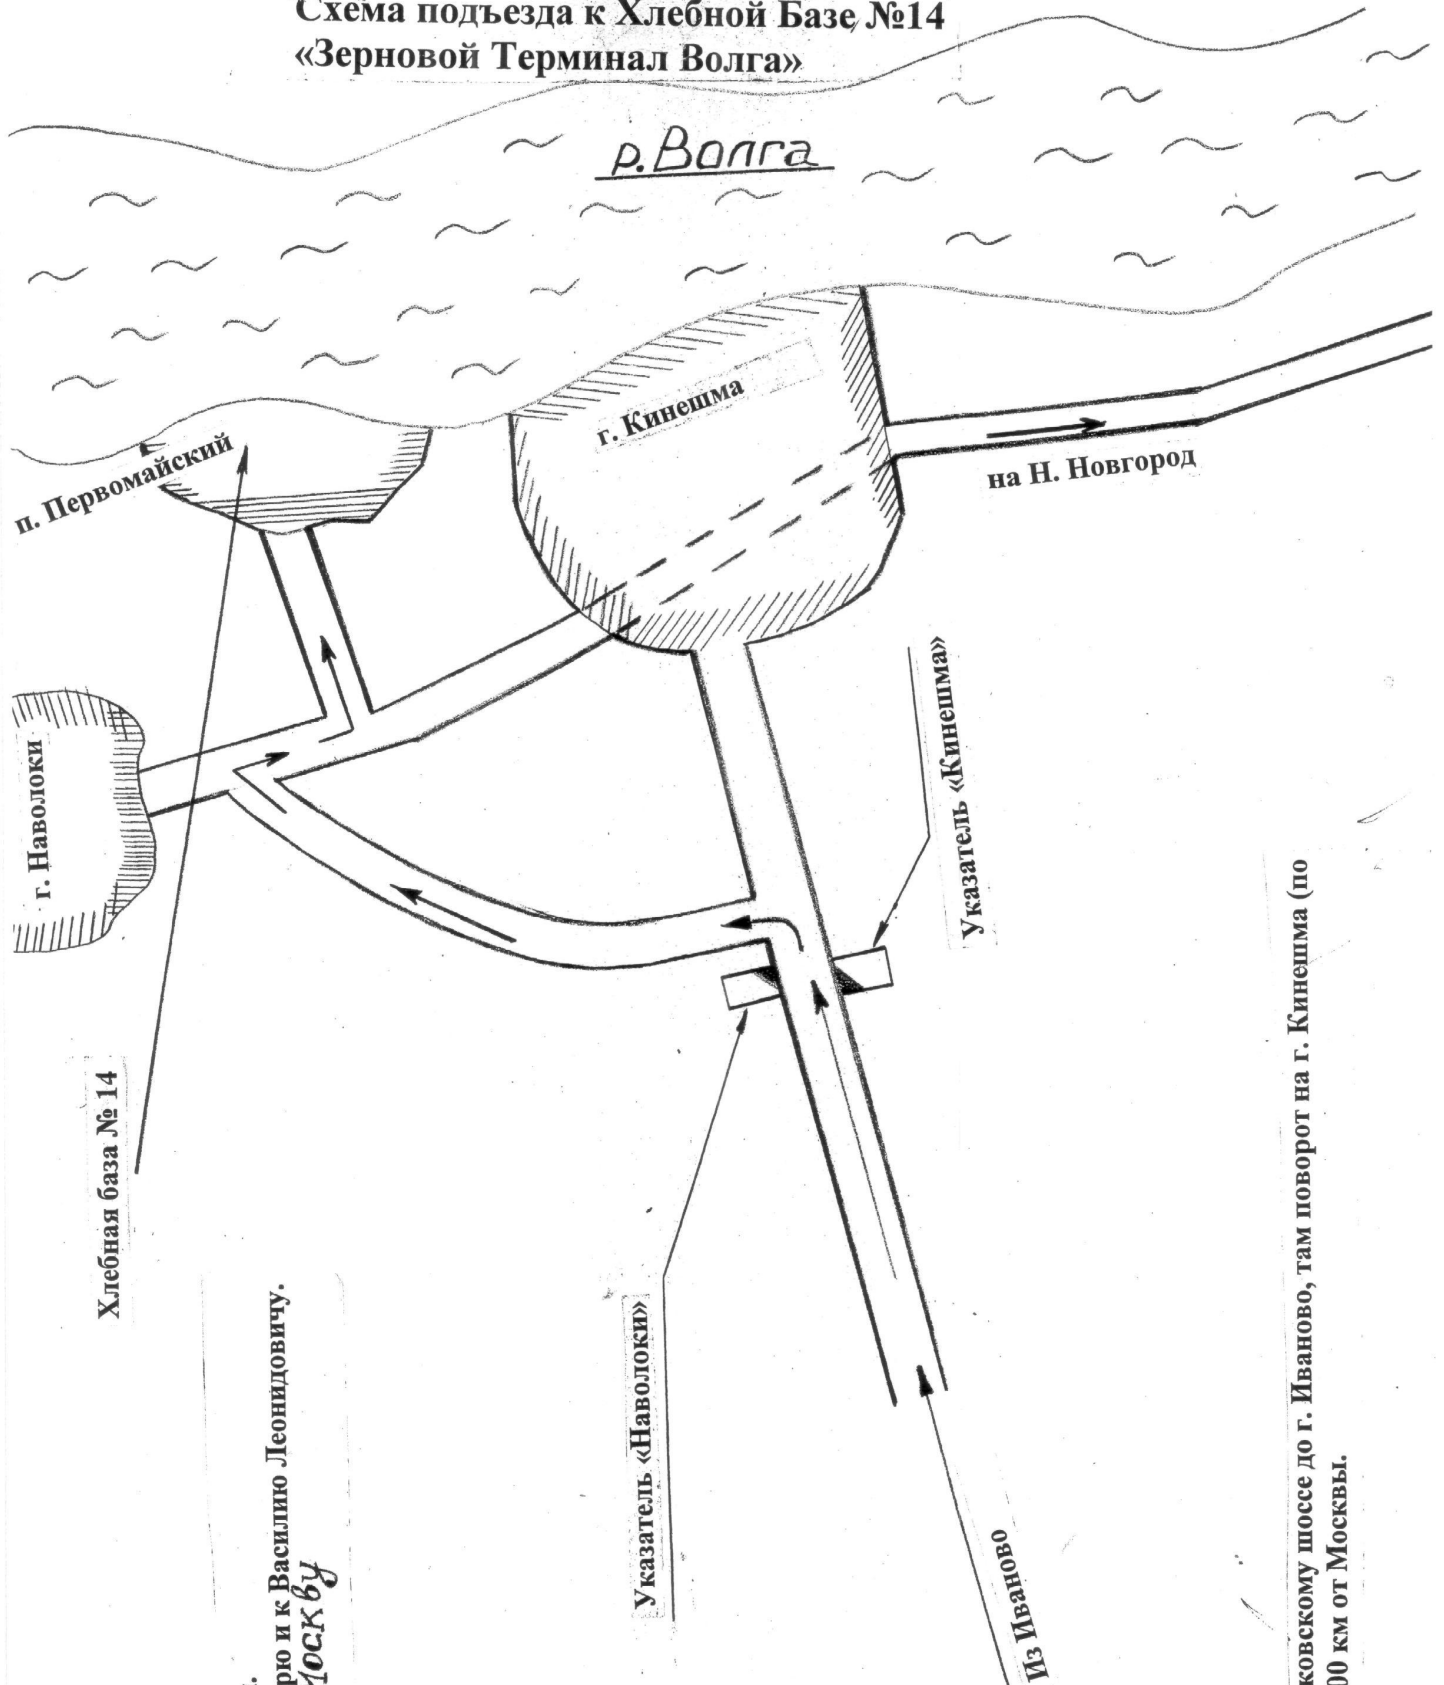 Схема подъезда к Хлебной Базе №14
«Зерновой Терминал Волга»
р. Волга
г. Кинешма
на Н. Новгород
п. Первомайский
г. Наволоки
Указатель «Кинешма»
Хлебная база № 14
Указатель «Наволоки»
Из Иваново
рю и к Василию Леонидовичу.
Москву
ковскому шоссе до г. Иваново, там поворот на г. Кинешма (по
00 км от Москвы.